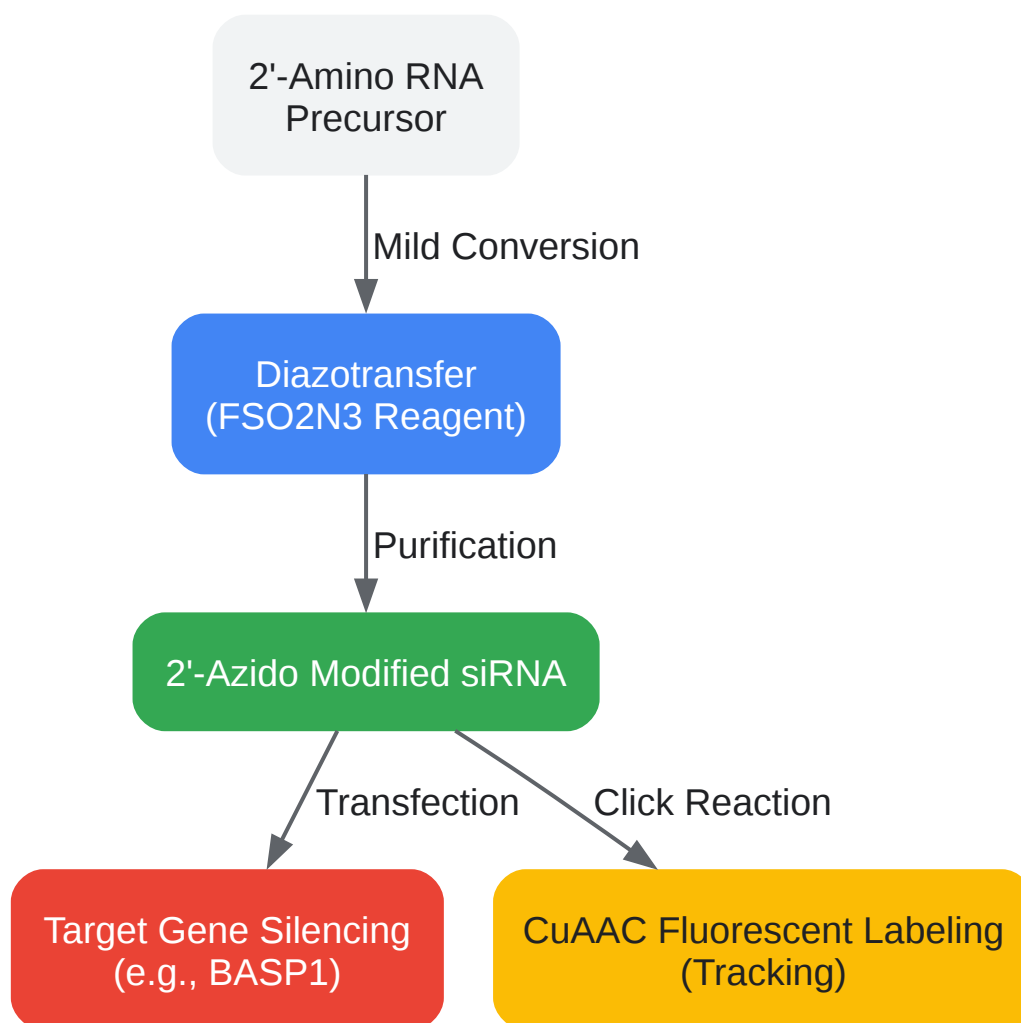 2'-Amino RNA
Precursor
Mild Conversion
Diazotransfer
(FSO2N3 Reagent)
Purification
2'-Azido Modified siRNA
Transfection
Click Reaction
Target Gene Silencing
(e.g., BASP1)
CuAAC Fluorescent Labeling
(Tracking)